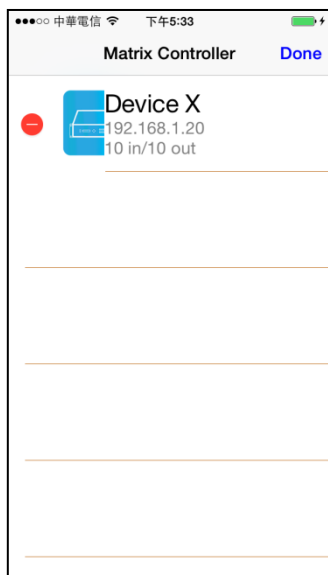 中華電信 下午5:33
Matrix Controller Done
Device X
192.168.1.20
10 in/10 out